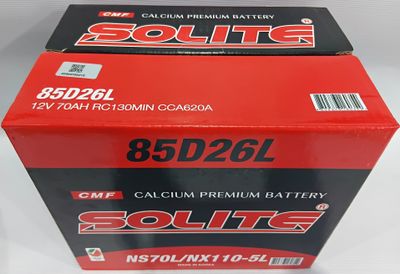 CMF CALCIUM PREMIUM BATTERY
SOLITE
85D26L
12V 70AH RC130MIN CCA620A
85D26L
CMF CALCIUM PREMIUM BATTERY
SOLITE
NS70L/NX110-5L
MADE IN KOREA